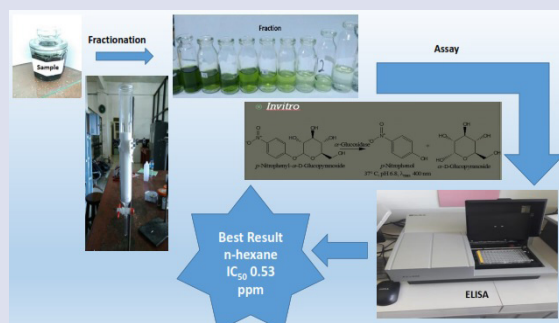 Sample
Fractionation
Fraction
Assay
Invitro
α-Glucosidase
p-Nitrophenyl-α-D-Glucopyranoside
p-Nitrophenol
α-D-Glucopyranoside
37° C, pH 6.8, λmax 400 nm
Best Result
n-hexane
IC50 0.53
ppm
ELISA